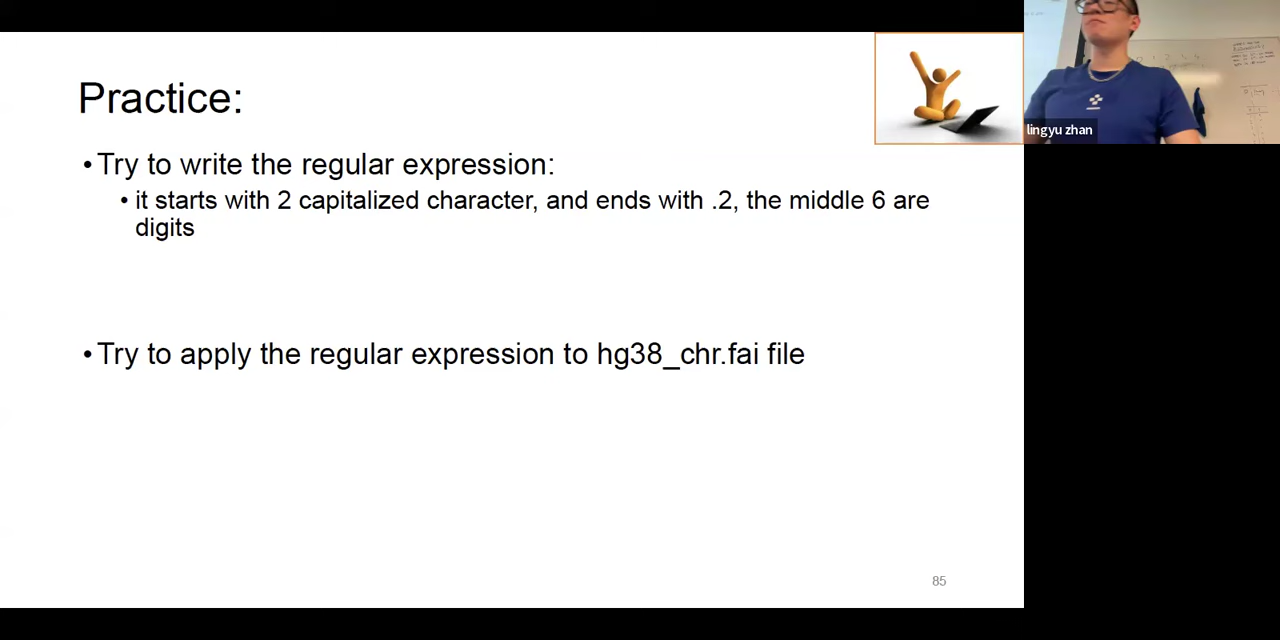 Practice:
• Try to write the regular expression:
• it starts with 2 capitalized character, and ends with .2, the middle 6 are
digits
• Try to apply the regular expression to hg38_chr.fai file
85
lingyu zhan